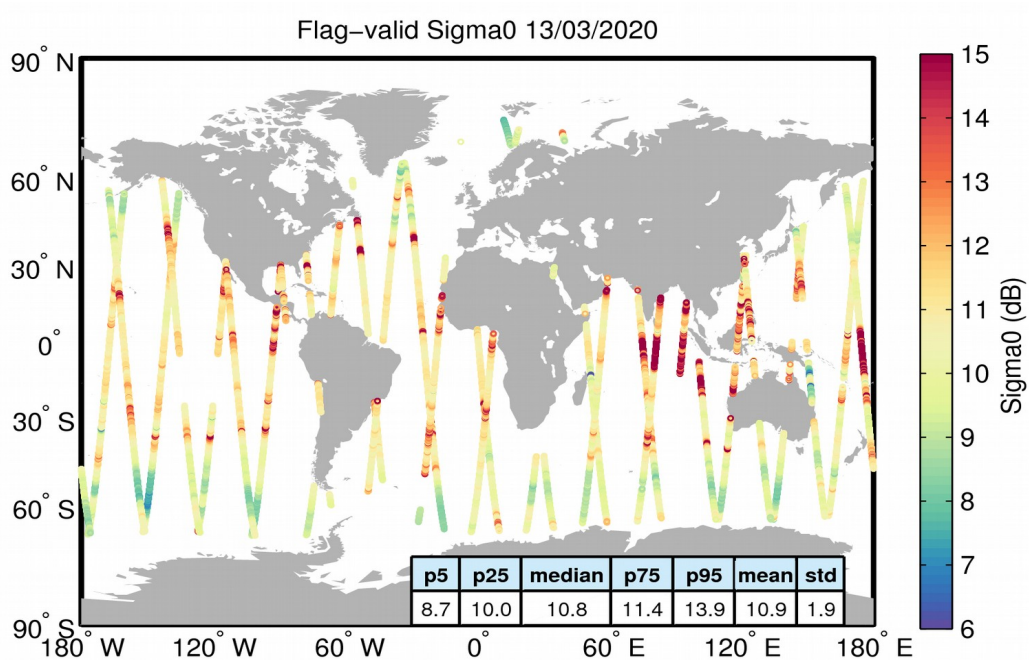 Flag−valid Sigma0 13/03/2020
90° N
60° N
30° N
0°
30° S
60° S
90° S
180° W 120° W 60° W 0° 60° E 120° E 180° E
15
14
13
12
11
10
9
8
7
6
Sigma0 (dB)
p5 p25 median p75 p95 mean std
8.7 10.0 10.8 11.4 13.9 10.9 1.9